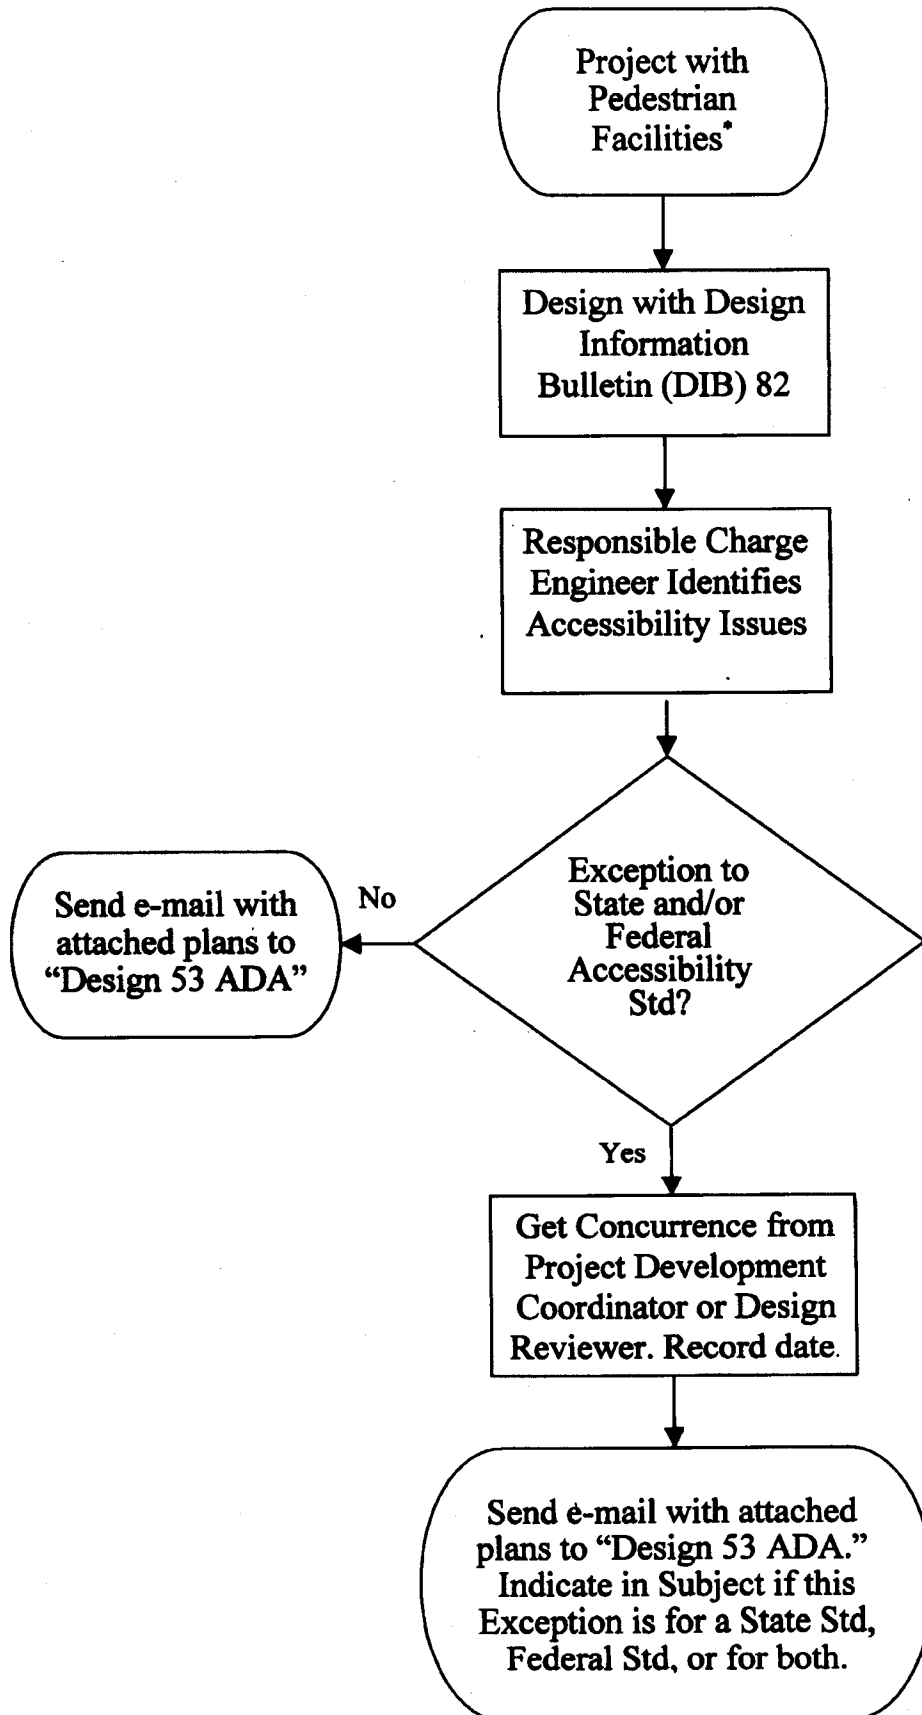 Project with
Pedestrian
Facilities*
Design with Design
Information
Bulletin (DIB) 82
Responsible Charge
Engineer Identifies
Accessibility Issues
Exception to
State and/or
Federal
Accessibility
Std?
No
Send e-mail with
attached plans to
“Design 53 ADA”
Yes
Get Concurrence from
Project Development
Coordinator or Design
Reviewer. Record date.
Send e-mail with attached
plans to “Design 53 ADA.”
Indicate in Subject if this
Exception is for a State Std,
Federal Std, or for both.